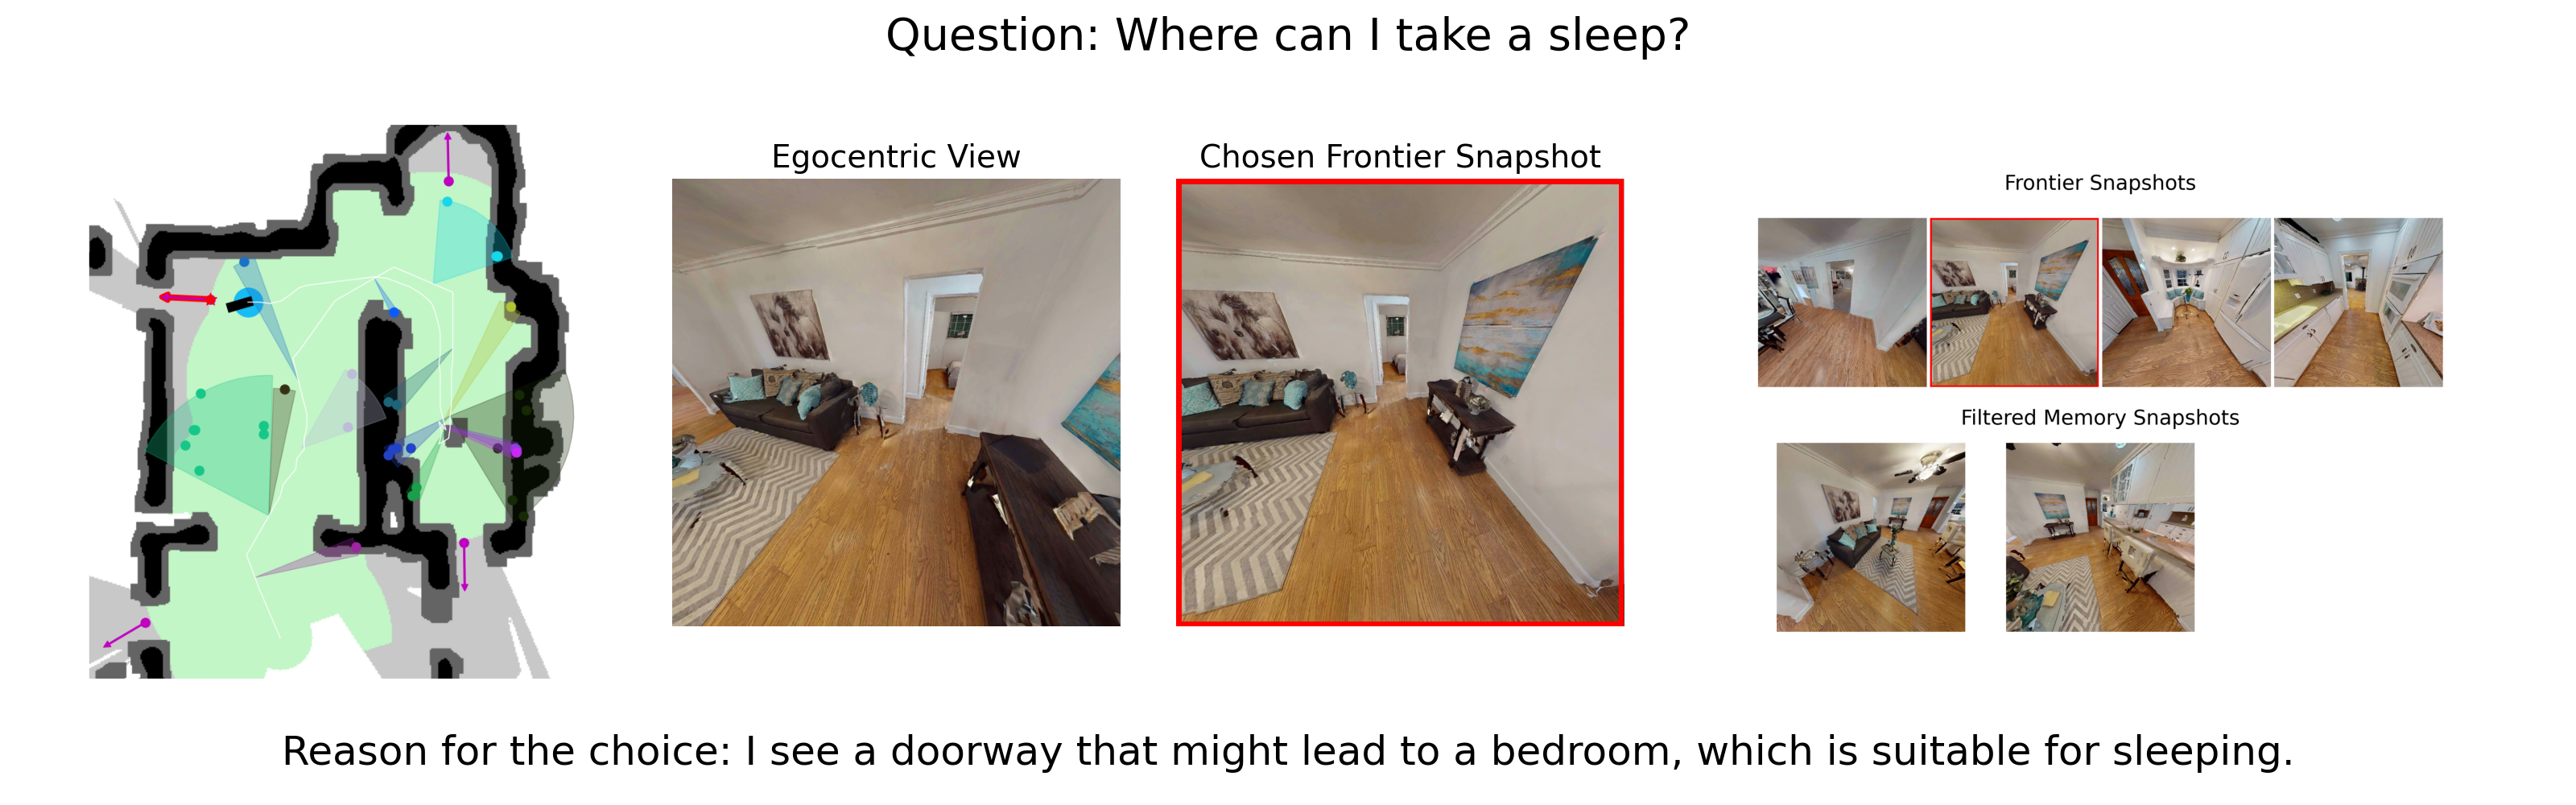 Question: Where can I take a sleep?
Egocentric View
Chosen Frontier Snapshot
Frontier Snapshots
Filtered Memory Snapshots
Reason for the choice: I see a doorway that might lead to a bedroom, which is suitable for sleeping.